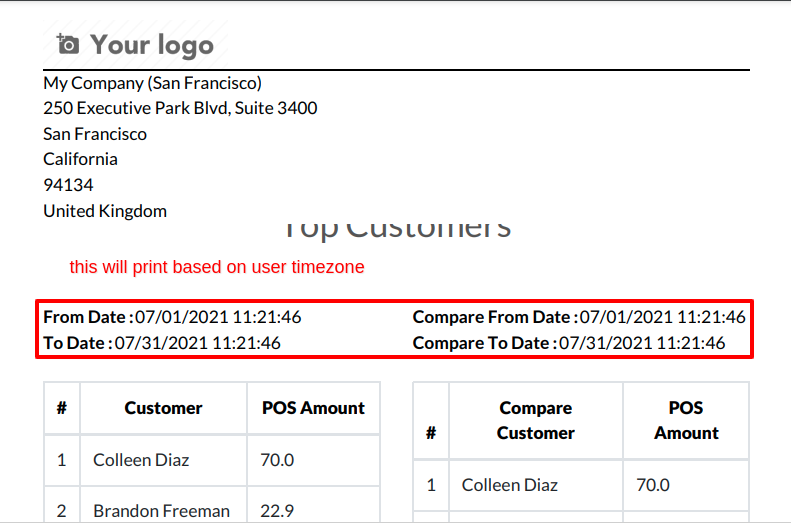 Your logo
My Company (San Francisco)
250 Executive Park Blvd, Suite 3400
San Francisco
California
94134
United Kingdom
Top Customers
this will print based on user timezone
From Date :07/01/2021 11:21:46
Compare From Date :07/01/2021 11:21:46
To Date :07/31/2021 11:21:46
Compare To Date :07/31/2021 11:21:46
# Customer POS Amount
1 Colleen Diaz 70.0
2 Brandon Freeman 22.9
# Compare Customer POS Amount
1 Colleen Diaz 70.0